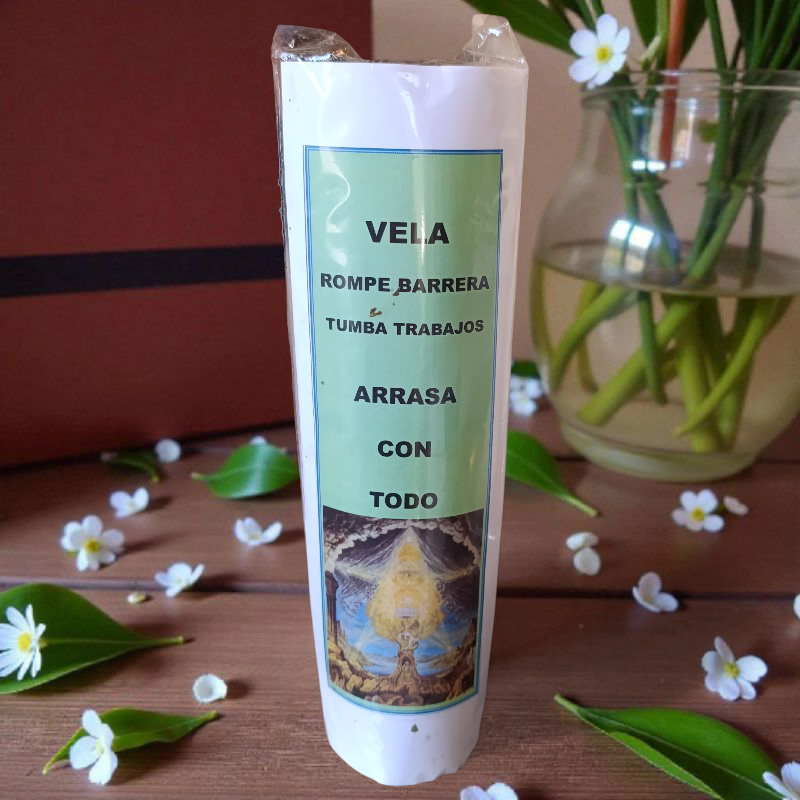 VELA
ROMPE BARRERA
TUMBA TRABAJOS
ARRASA
CON
TODO